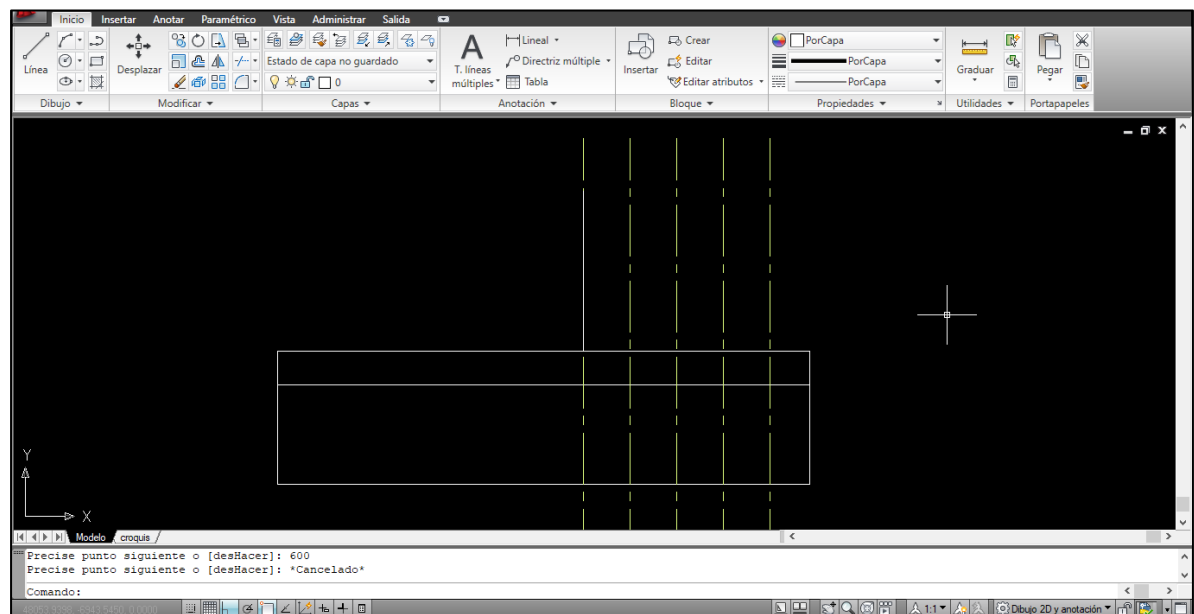 Inicio Insertar Anotar Paramétrico Vista Administrar Salida
Línea
Desplazar
Estado de capa no guardado
0
A
T. líneas
múltiples
Lineal
Directriz múltiple
Tabla
Insertar
Crear
Editar
Editar atributos
PorCapa
PorCapa
PorCapa
Graduar
Pegar
Dibujo Modificar Capas Anotación Bloque Propiedades Utilidades Portapapeles
Y
X
Modelo croquis
Precise punto siguiente o [desHacer]: 600
Precise punto siguiente o [desHacer]: *Cancelado*
Comando:
1:1 Dibujo 2D y anotación